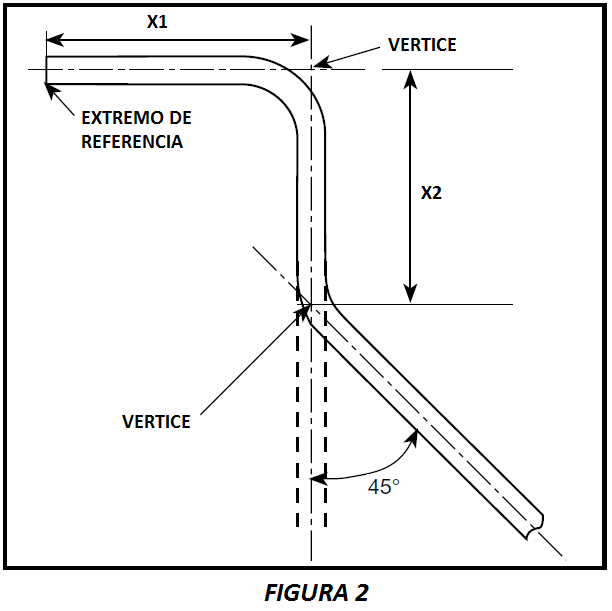 X1
VERTICE
EXTREMO DE
REFERENCIA
X2
VERTICE
45°
FIGURA 2